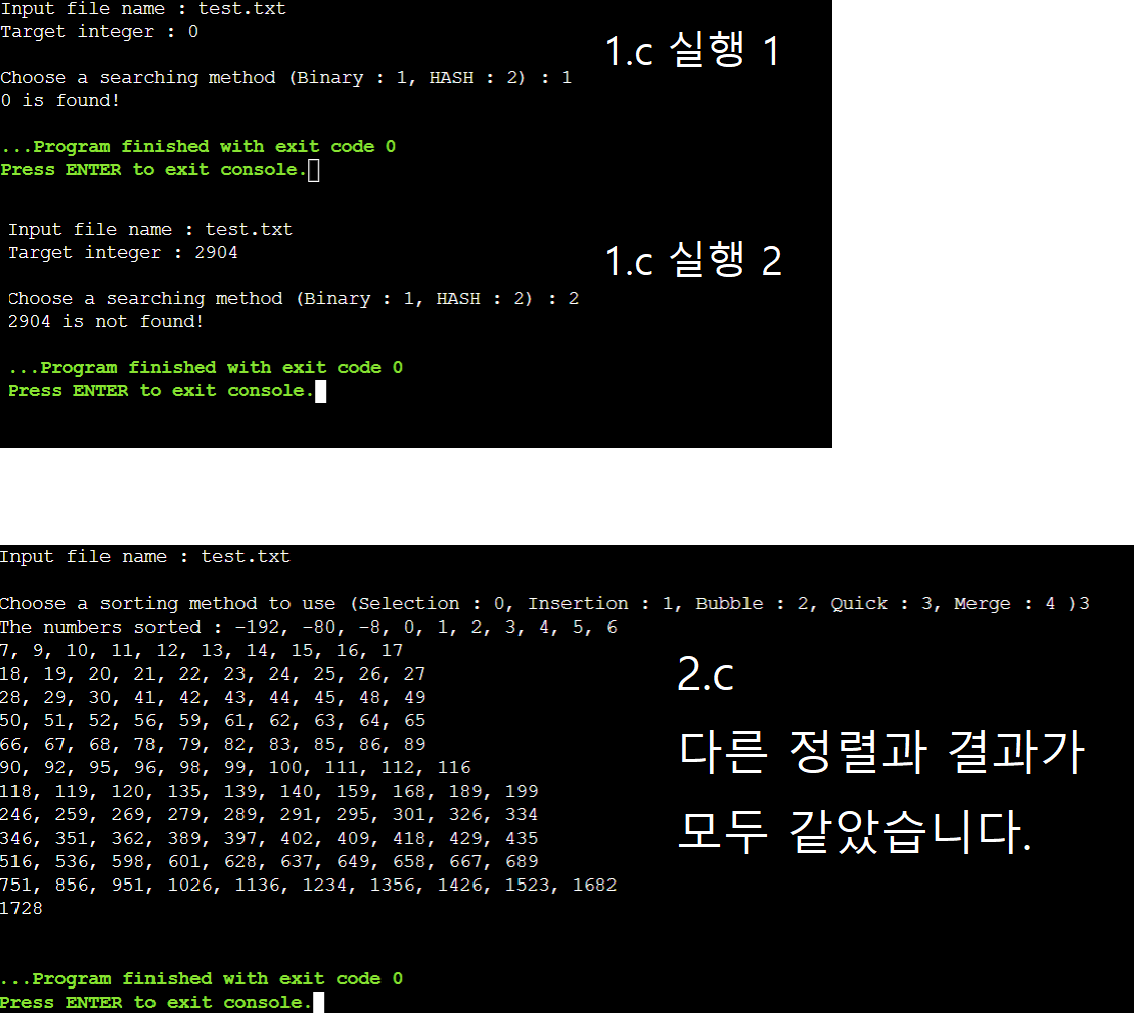 Input file name : test.txt
Target integer : 0
1.c 실행 1
Choose a searching method (Binary : 1, HASH : 2) : 1
0 is found!
...Program finished with exit code 0
Press ENTER to exit console.
Input file name : test.txt
Target integer : 2904
1.c 실행 2
Choose a searching method (Binary : 1, HASH : 2) : 2
2904 is not found!
...Program finished with exit code 0
Press ENTER to exit console.
Input file name : test.txt
Choose a sorting method to use (Selection : 0, Insertion : 1, Bubble : 2, Quick : 3, Merge : 4 )3
The numbers sorted : -192, -80, -8, 0, 1, 2, 3, 4, 5, 6
7, 9, 10, 11, 12, 13, 14, 15, 16, 17
18, 19, 20, 21, 22, 23, 24, 25, 26, 27
28, 29, 30, 41, 42, 43, 44, 45, 48, 49
50, 51, 52, 56, 59, 61, 62, 63, 64, 65
66, 67, 68, 78, 79, 82, 83, 85, 86, 89
90, 92, 95, 96, 98, 99, 100, 111, 112, 116
118, 119, 120, 135, 139, 140, 159, 168, 189, 199
246, 259, 269, 279, 289, 291, 295, 301, 326, 334
346, 351, 362, 389, 397, 402, 409, 418, 429, 435
516, 536, 598, 601, 628, 637, 649, 658, 667, 689
751, 856, 951, 1026, 1136, 1234, 1356, 1426, 1523, 1682
1728
2.c
다른 정렬과 결과가
모두 같았습니다.
...Program finished with exit code 0
Press ENTER to exit console.